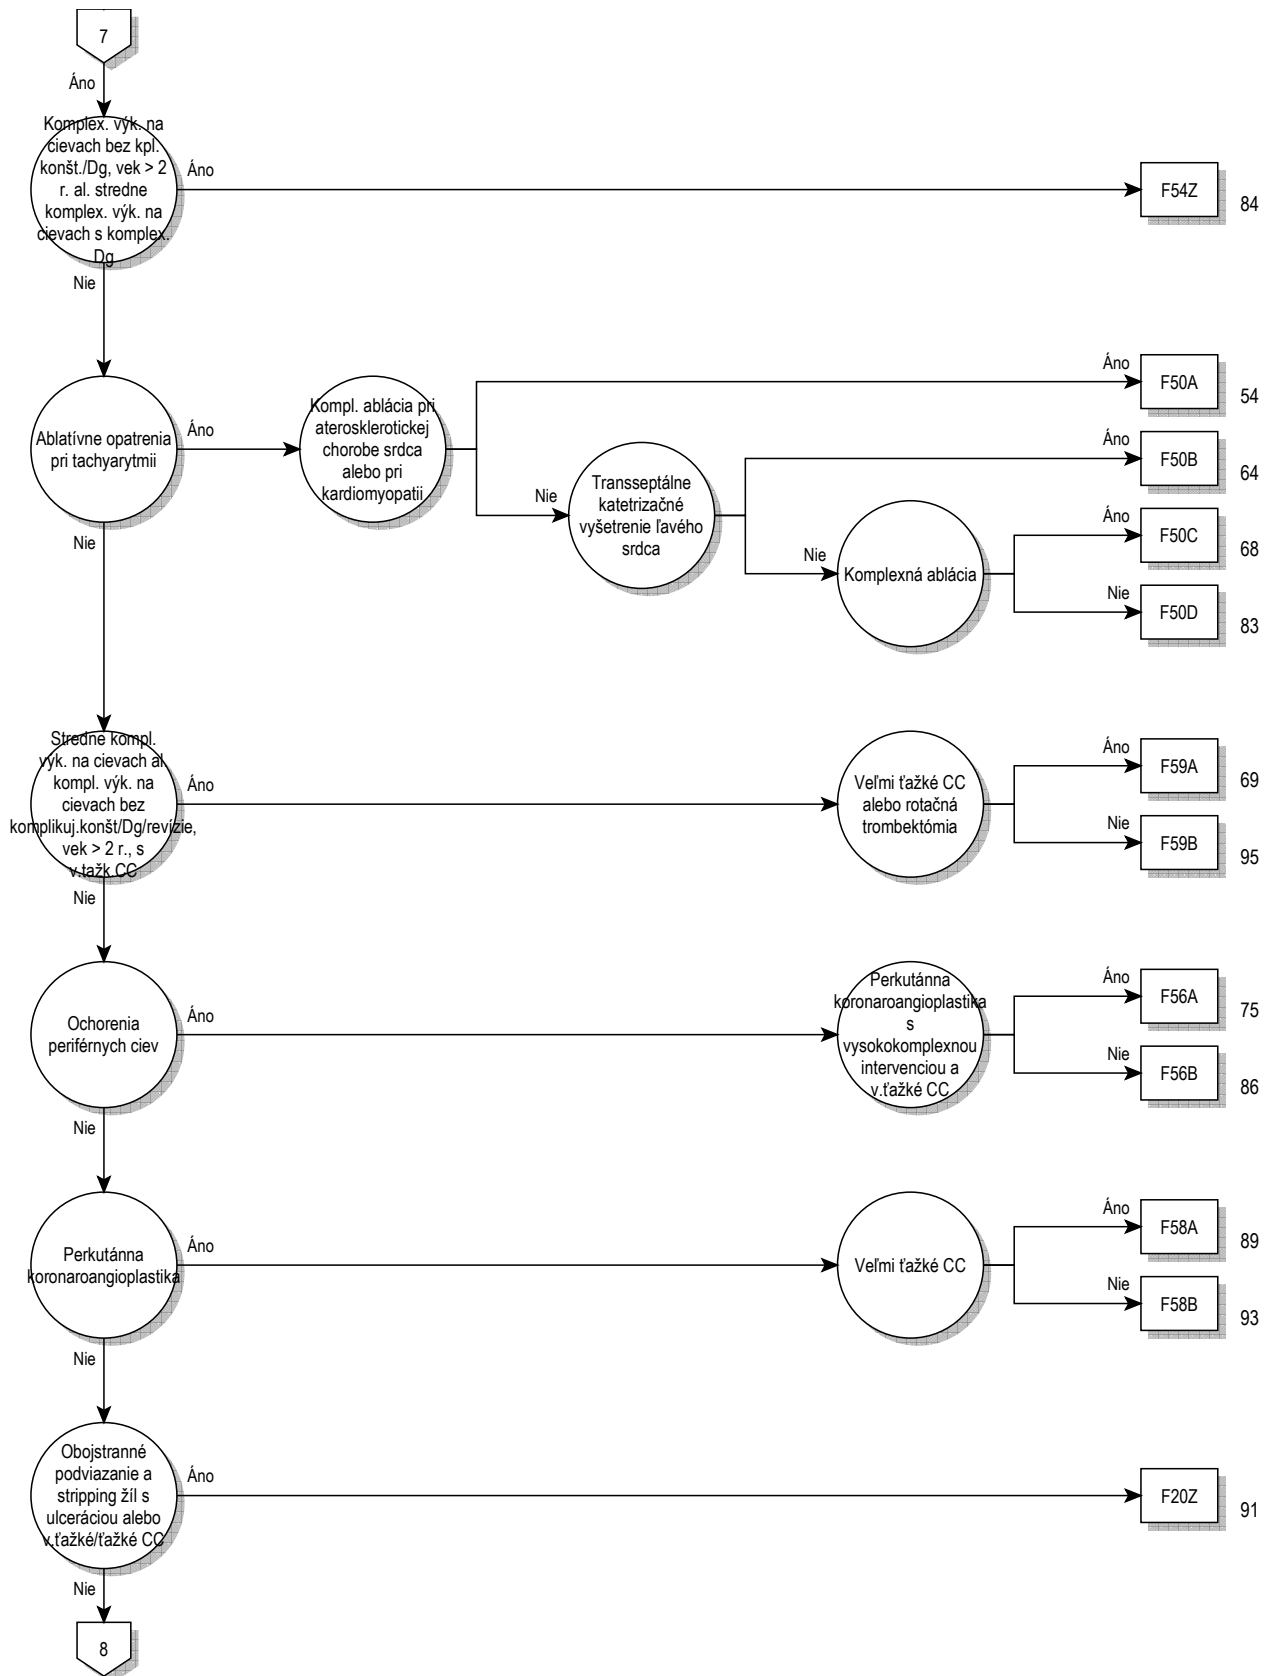 7
Áno
Komplex. výk. na
cievach bez kpl.
konšt./Dg, vek > 2
r. al. stredne
komplex. výk. na
cievach s komplex.
Dg
Áno
F54Z
84
Nie
Ablatívne opatrenia
pri tachyarytmii
Áno
Kompl. ablácia pri
aterosklerotickej
chorobe srdca
alebo pri
kardiomyopatii
Áno
F50A
54
Nie
Transseptálne
katetrizačné
vyšetrenie ľavého
srdca
Áno
F50B
64
Nie
Komplexná ablácia
Áno
F50C
68
Nie
F50D
83
Nie
Stredne kompl.
výk. na cievach al
kompl. výk. na
cievach bez
komplikuj.konšt/Dg/revízie,
vek > 2 r., s
v.tažk.CC
Áno
Veľmi ťažké CC
alebo rotačná
trombektómia
Áno
F59A
69
Nie
F59B
95
Nie
Ochorenia
periférnych ciev
Áno
Perkutánna
koronaroangioplastika
s
vysokokomplexnou
intervenciou a
v.ťažké CC
Áno
F56A
75
Nie
F56B
86
Nie
Perkutánna
koronaroangioplastika
Áno
Veľmi ťažké CC
Áno
F58A
89
Nie
F58B
93
Nie
Obojstranné
podviazanie a
stripping žíl s
ulceráciou alebo
v.ťažké/ťažké CC
Áno
F20Z
91
Nie
8